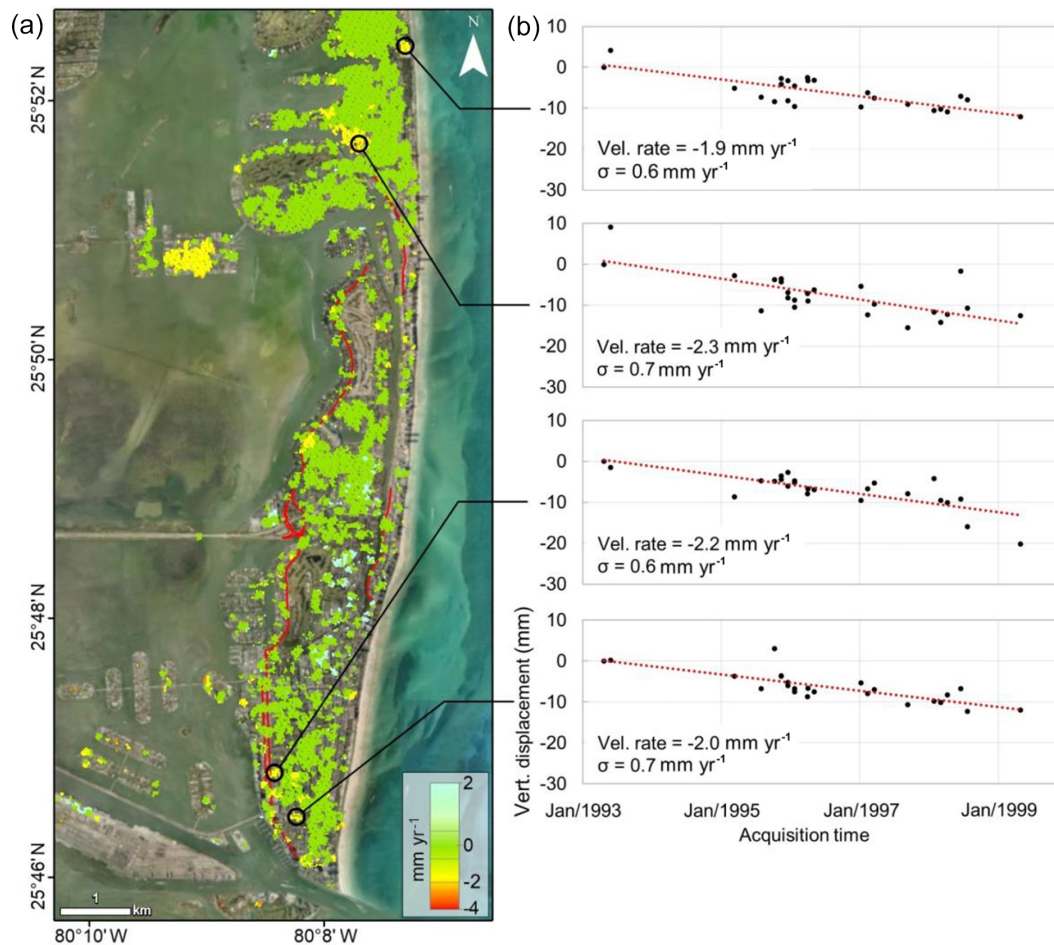 (a)
N
25°52' N
25°50' N
25°48' N
25°46' N
80°10' W
80°8' W
1
km
mm yr-1
2
0
-2
-4
(b)
10
0
-10
-20
-30
Vel. rate = -1.9 mm yr-1
σ = 0.6 mm yr-1
10
0
-10
-20
-30
Vel. rate = -2.3 mm yr-1
σ = 0.7 mm yr-1
10
0
-10
-20
-30
Vel. rate = -2.2 mm yr-1
σ = 0.6 mm yr-1
10
0
-10
-20
-30
Vel. rate = -2.0 mm yr-1
σ = 0.7 mm yr-1
Vert. displacement (mm)
Jan/1993
Jan/1995
Jan/1997
Jan/1999
Acquisition time